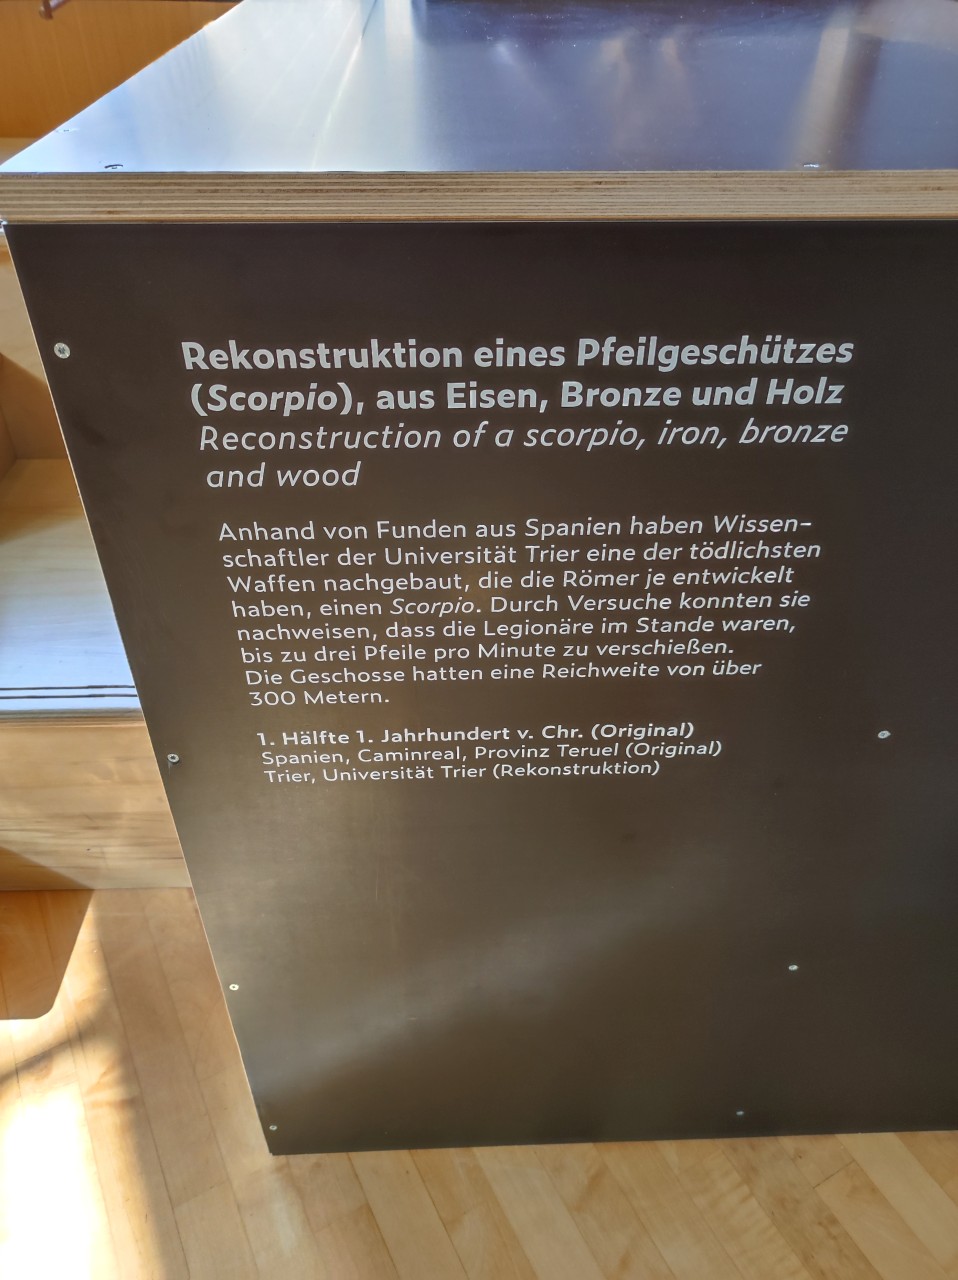 Rekonstruktion eines Pfeilgeschützes
(Scorpio), aus Eisen, Bronze und Holz
Reconstruction of a scorpio, iron, bronze
and wood
Anhand von Funden aus Spanien haben Wissen-
schaftler der Universität Trier eine der tödlichsten
Waffen nachgebaut, die die Römer je entwickelt
haben, einen Scorpio. Durch Versuche konnten sie
nachweisen, dass die Legionäre im Stande waren,
bis zu drei Pfeile pro Minute zu verschießen.
Die Geschosse hatten eine Reichweite von über
300 Metern.
1. Hälfte 1. Jahrhundert v. Chr. (Original)
Spanien, Caminreal, Provinz Teruel (Original)
Trier, Universität Trier (Rekonstruktion)